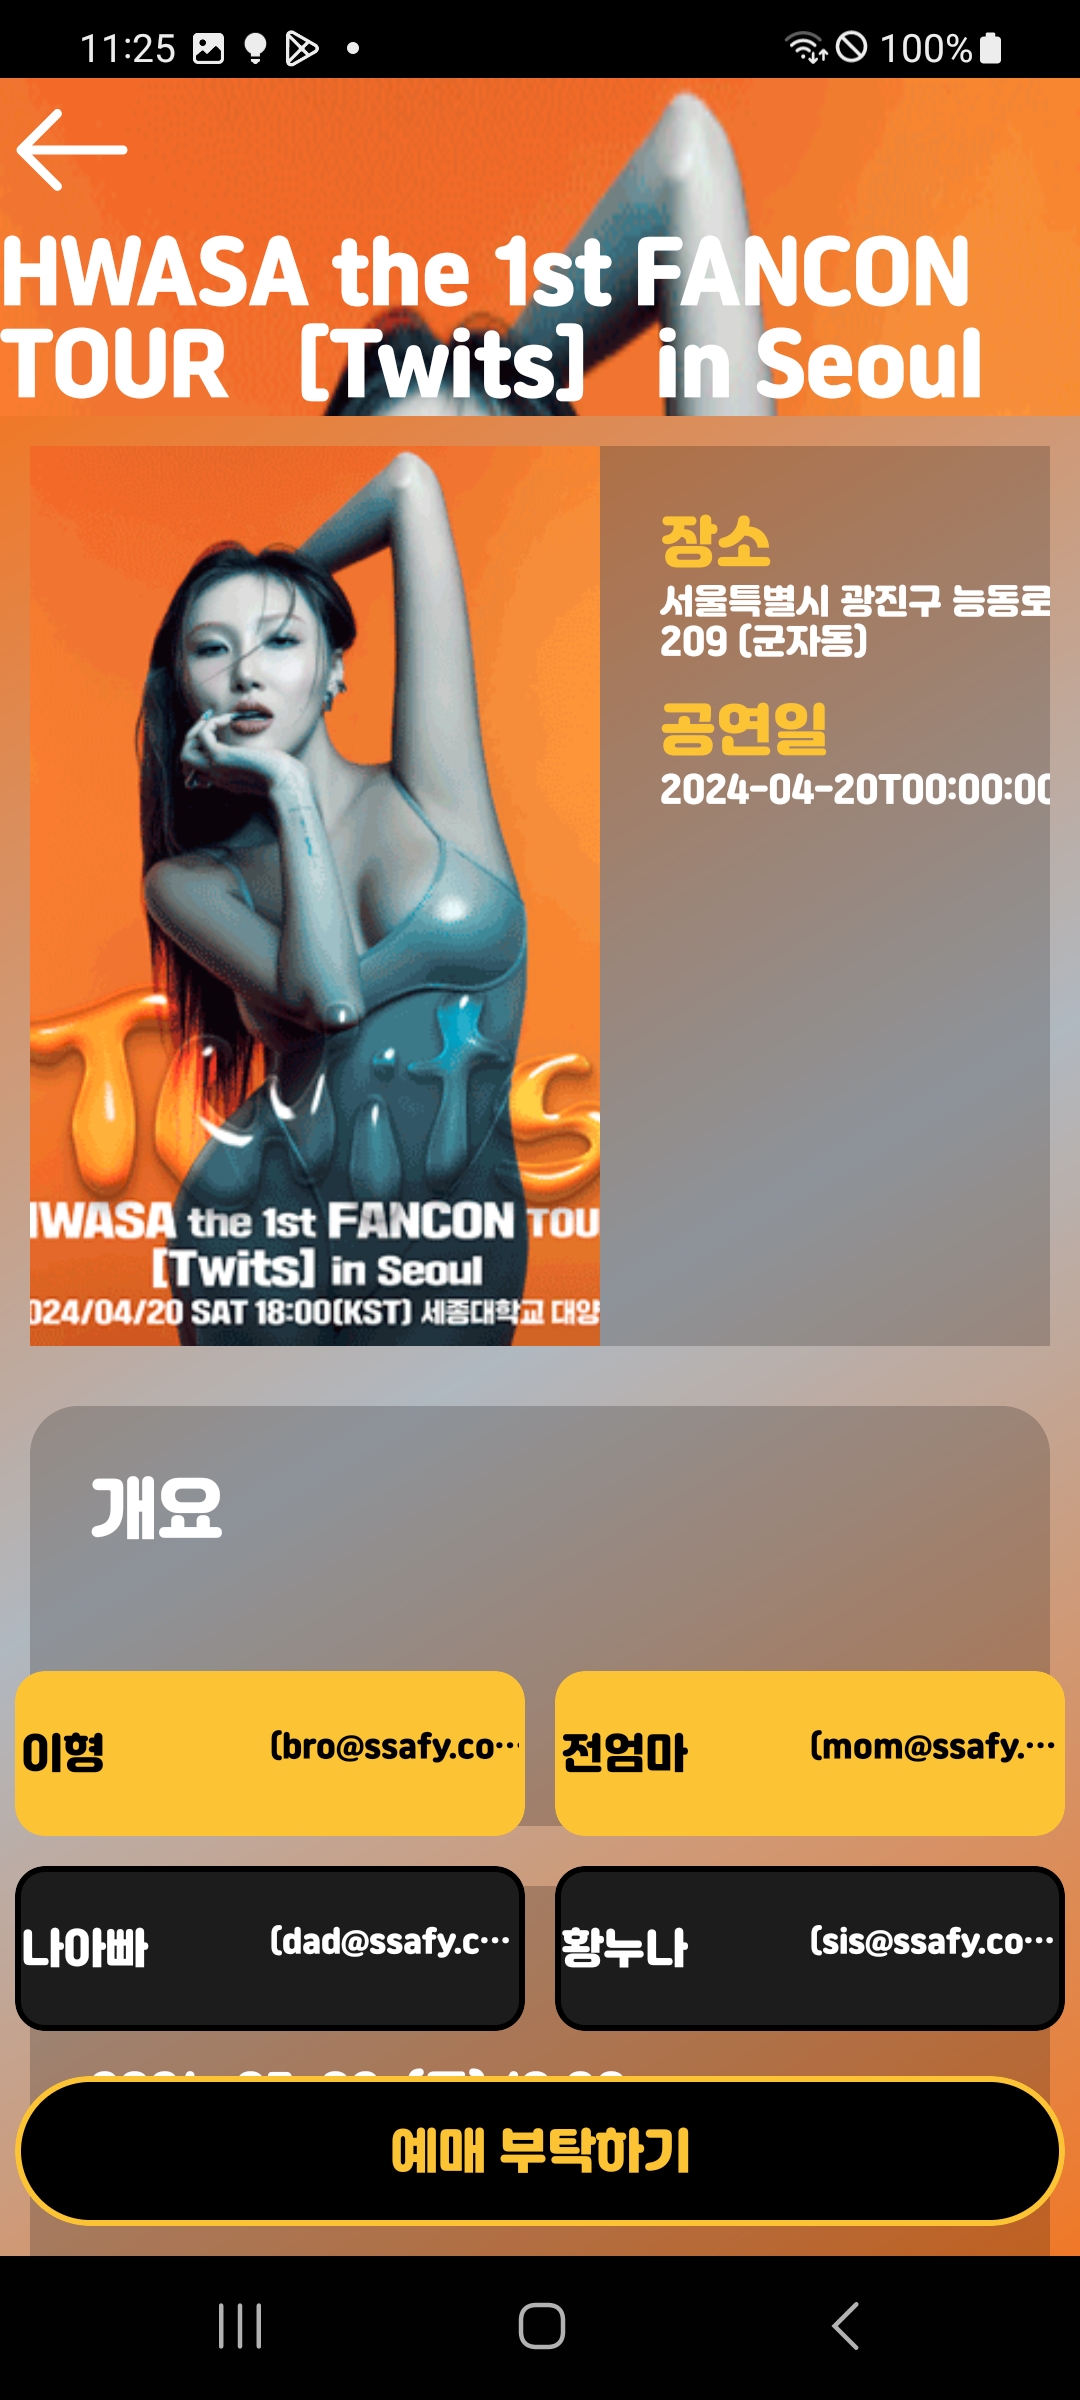 11:25
100%
HWASA the 1st FANCON
TOUR [Twits] in Seoul
장소
서울특별시 광진구 능동로
209 (군자동)
공연일
2024-04-20T00:00:00
Twits
HWASA the 1st FANCON TOU
[Twits] in Seoul
024/04/20 SAT 18:00(KST) 세종대학교 대양
개요
이형 (bro@ssafy.co…
전엄마 (mom@ssafy.…
나아빠 (dad@ssafy.c…
황누나 (sis@ssafy.co…
예매 부탁하기